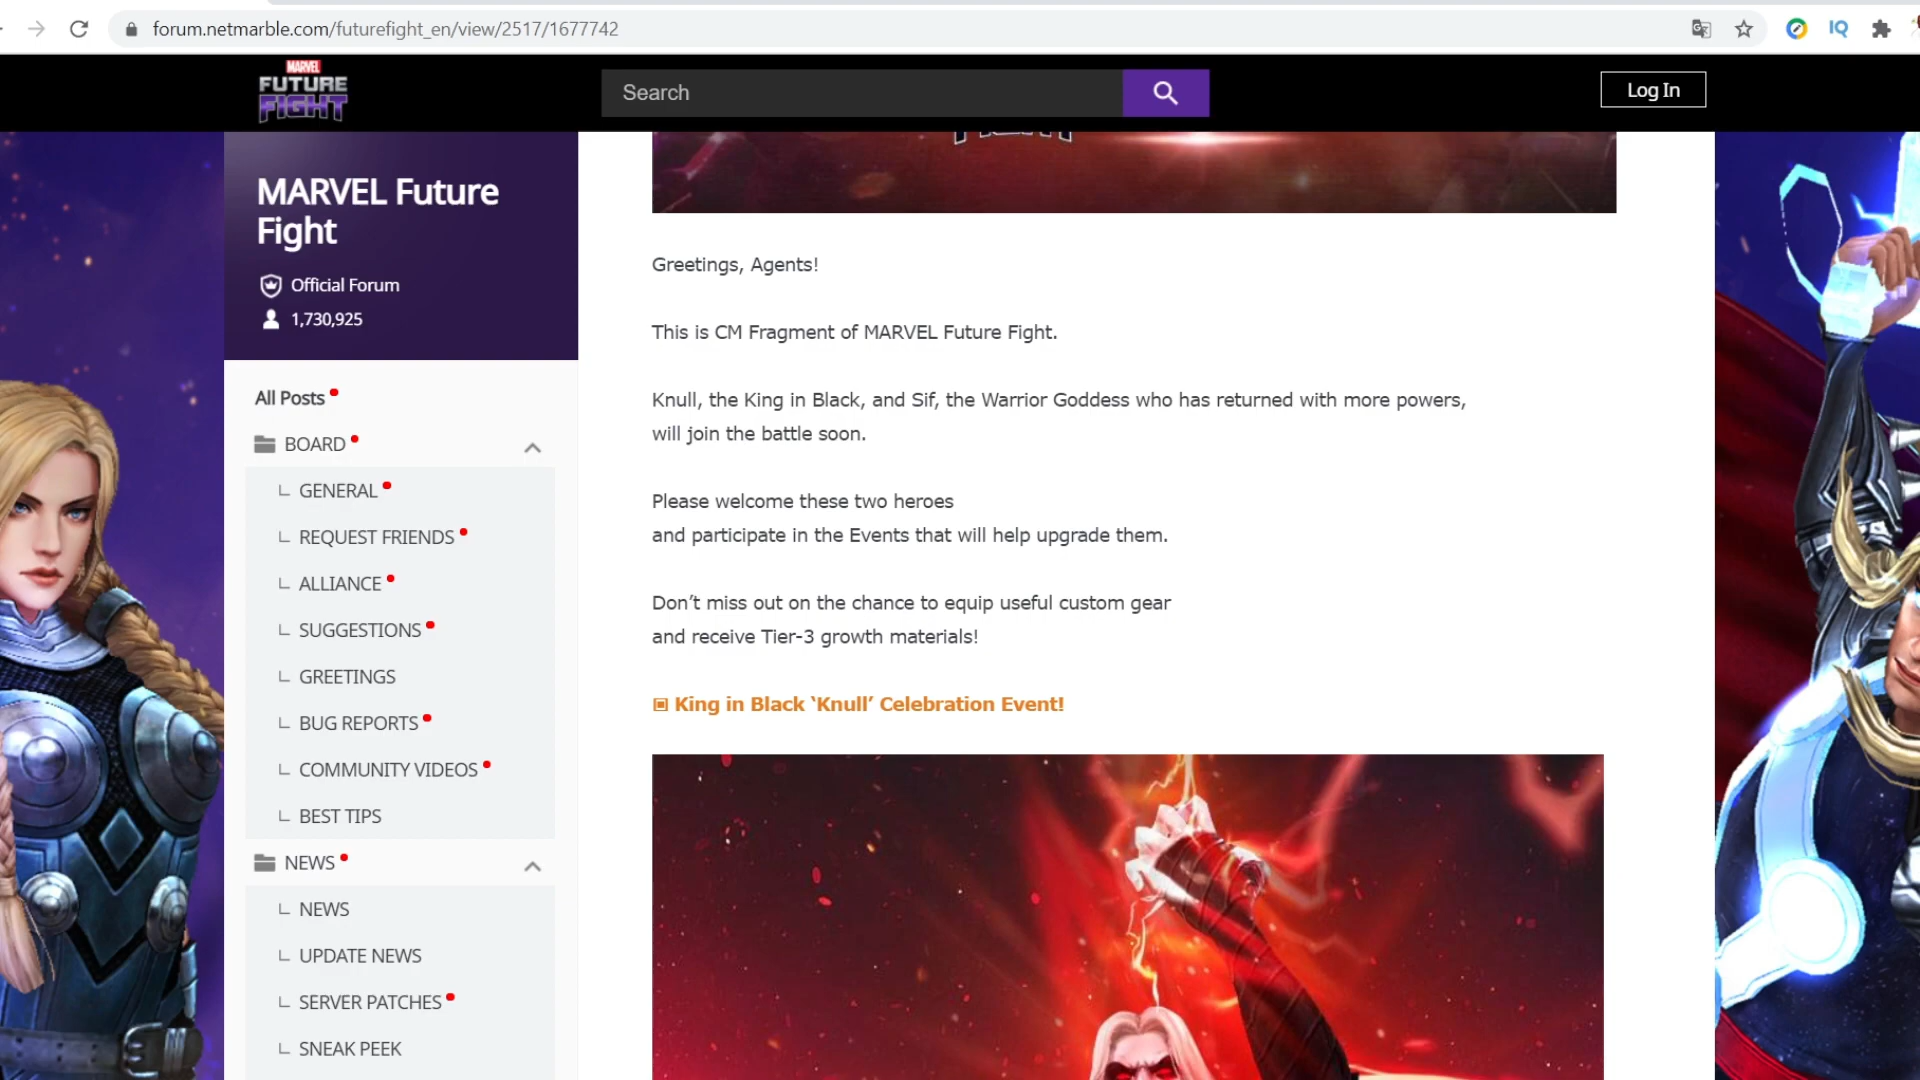 forum.netmarble.com/futurefight_en/view/2517/1677742
IQ
MARVEL
FUTURE
FIGHT
Search
Log In
MARVEL Future
Fight
Official Forum
1,730,925
All Posts
BOARD
GENERAL
REQUEST FRIENDS
ALLIANCE
SUGGESTIONS
GREETINGS
BUG REPORTS
COMMUNITY VIDEOS
BEST TIPS
NEWS
NEWS
UPDATE NEWS
SERVER PATCHES
SNEAK PEEK
Greetings, Agents!
This is CM Fragment of MARVEL Future Fight.
Knull, the King in Black, and Sif, the Warrior Goddess who has returned with more powers,
will join the battle soon.
Please welcome these two heroes
and participate in the Events that will help upgrade them.
Don’t miss out on the chance to equip useful custom gear
and receive Tier-3 growth materials!
▣ King in Black ‘Knull’ Celebration Event!